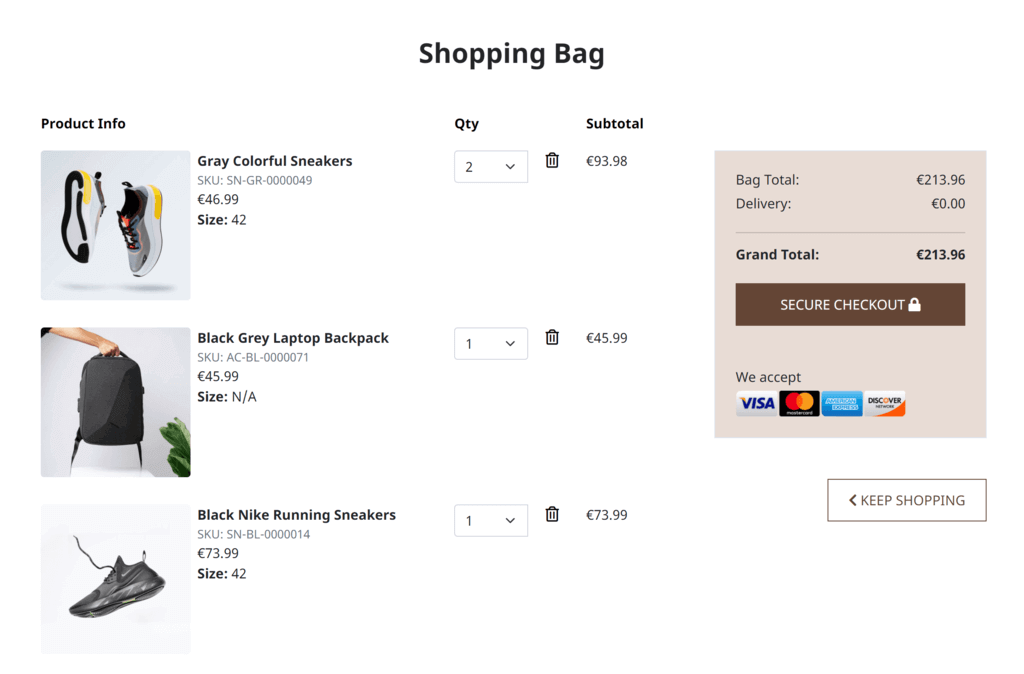 Shopping Bag
Product Info Qty Subtotal
Gray Colorful Sneakers
SKU: SN-GR-0000049
€46.99
Size: 42
2
€93.98
Black Grey Laptop Backpack
SKU: AC-BL-0000071
€45.99
Size: N/A
1
€45.99
Black Nike Running Sneakers
SKU: SN-BL-0000014
€73.99
Size: 42
1
€73.99
Bag Total: €213.96
Delivery: €0.00
Grand Total: €213.96
SECURE CHECKOUT
We accept
VISA mastercard AMERICAN EXPRESS DISCOVER NETWORK
KEEP SHOPPING